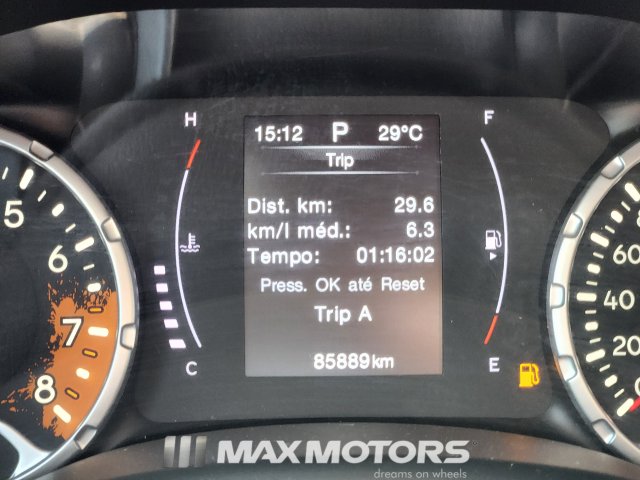 H
F
15:12 P 29°C
Trip
Dist. km: 29.6
km/l méd.: 6.3
Tempo: 01:16:02
Press. OK até Reset
Trip A
85889km
C
E
5
6
7
8
60
40
20
MAX MOTORS
dreams on wheels